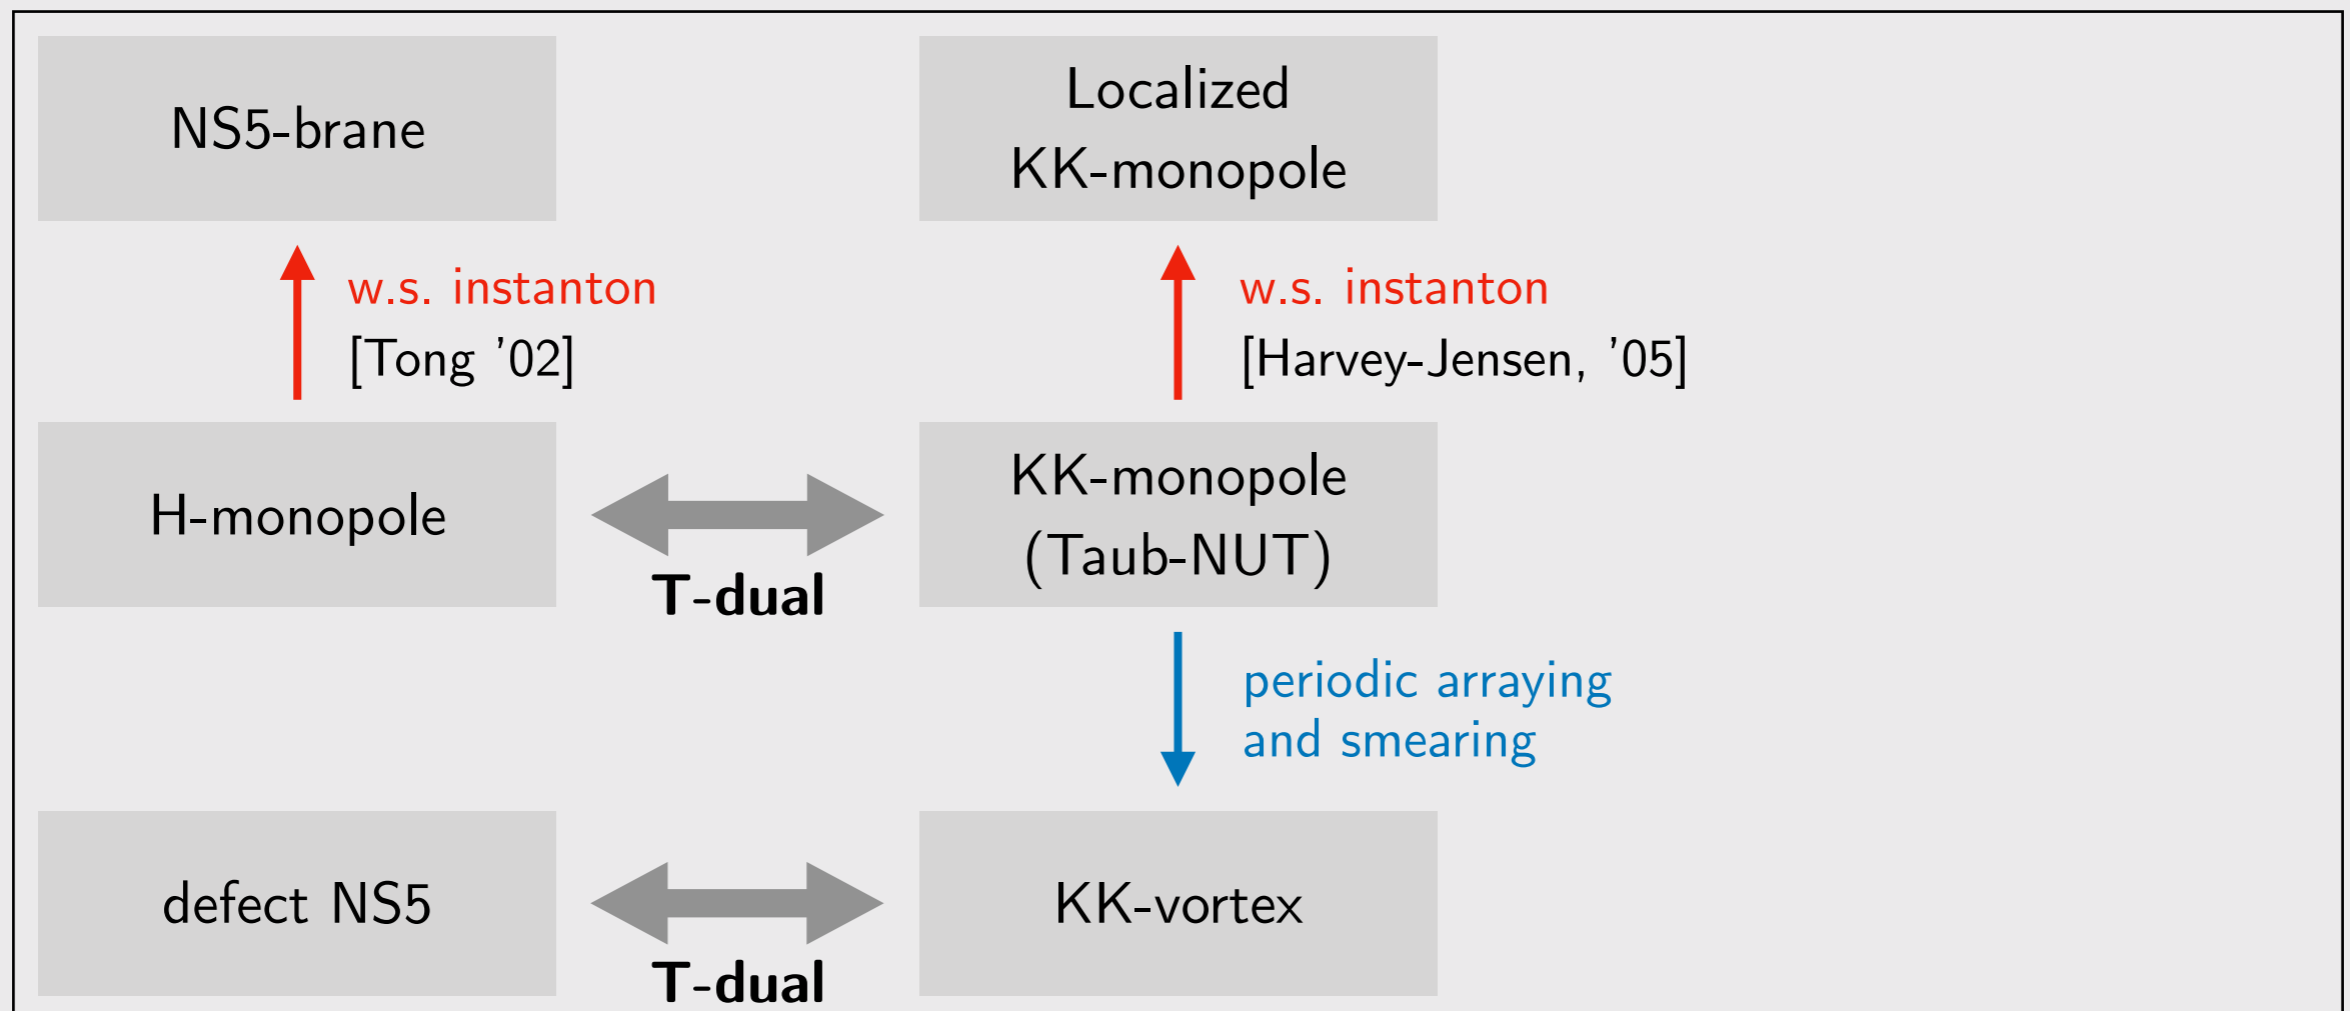 NS5-brane
Localized
KK-monopole
w.s. instanton
[Tong '02]
w.s. instanton
[Harvey-Jensen, '05]
H-monopole
T-dual
KK-monopole
(Taub-NUT)
periodic arraying
and smearing
defect NS5
T-dual
KK-vortex